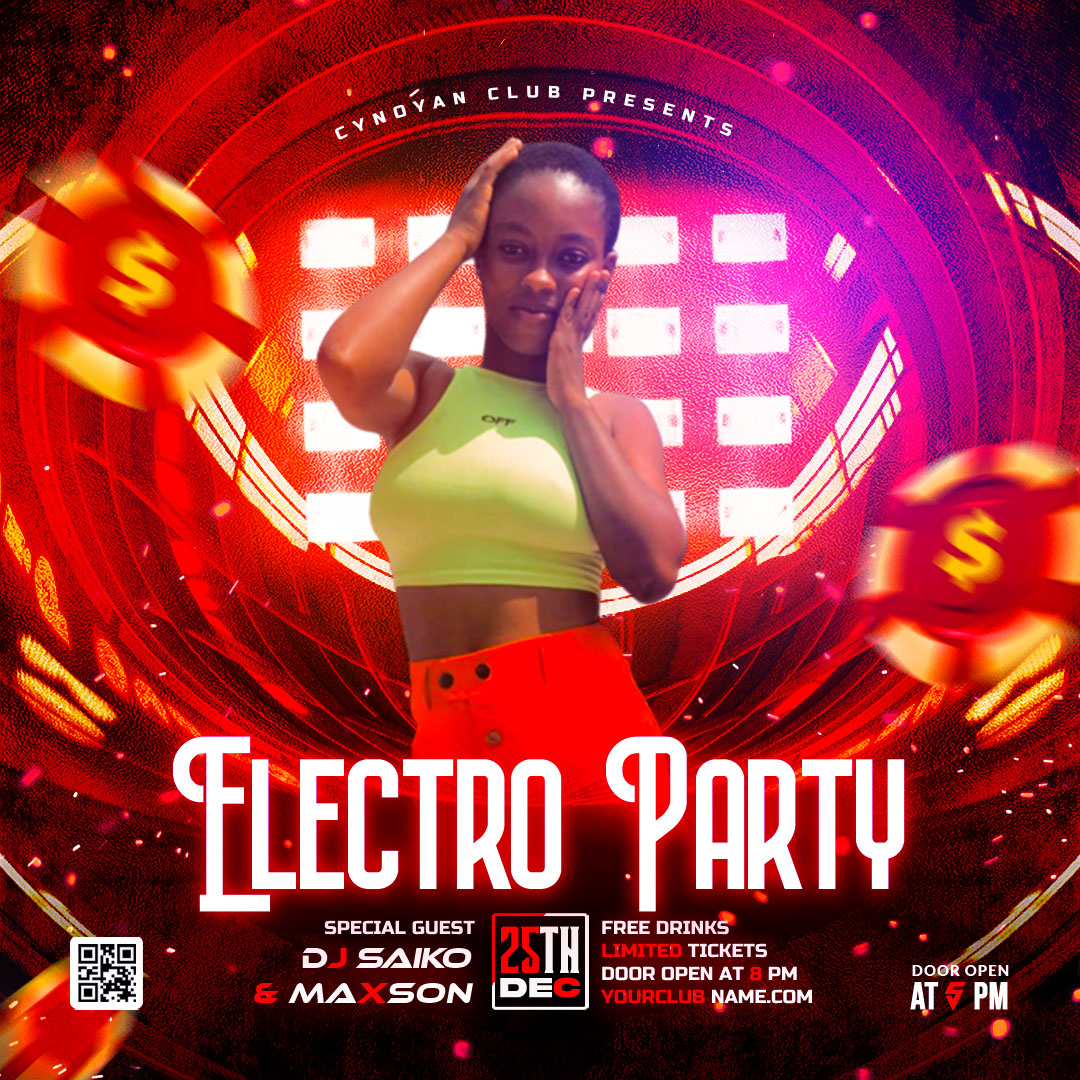 CYNOYAN CLUB PRESENTS
$
OFF
$
ELECTRO PARTY
SPECIAL GUEST
DJ SAIKO
& MAXSON
25TH
DEC
FREE DRINKS
LIMITED TICKETS
DOOR OPEN AT 8 PM
YOURCLUB-NAME.COM
DOOR OPEN
AT 5 PM